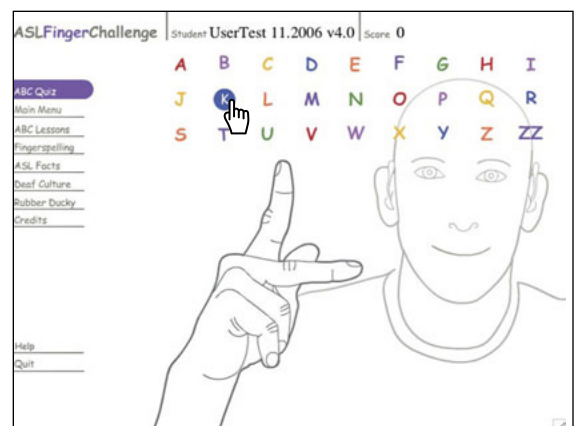 ASLFingerChallenge Student UserTest 11.2006 v4.0 Score 0
A B C D E F G H I
ABC Quiz
J K L M N O P Q R
Main Menu
ABC Lessons
S T U V W X Y Z ZZ
Fingerspelling
ASL Facts
Deaf Culture
Rubber Ducky
Credits
Help
Quit